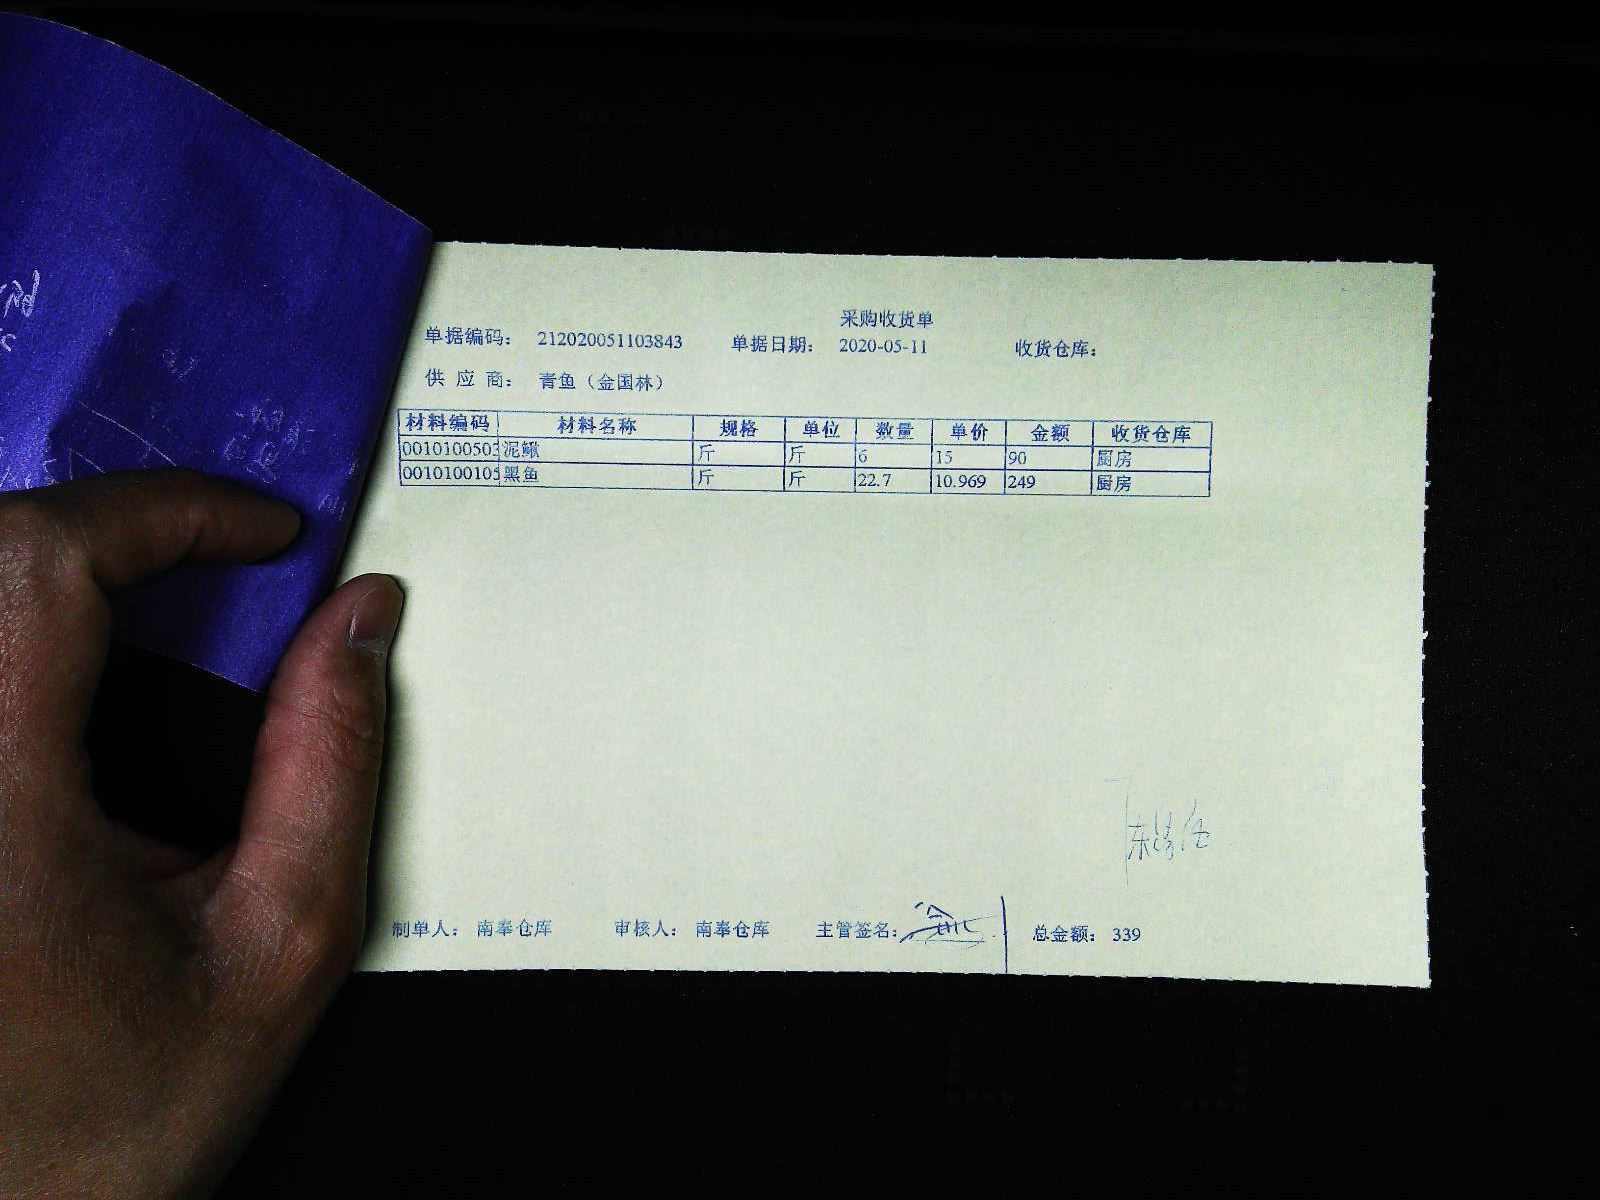 采购收货单
单据编码: 212020051103843 单据日期: 2020-05-11 收货仓库:
供 应 商: 青鱼（金国林）
材料编码 材料名称 规格 单位 数量 单价 金额 收货仓库
0010100503 泥鳅 斤 斤 6 15 90 厨房
0010100105 黑鱼 斤 斤 22.7 10.969 249 厨房
制单人: 南奉仓库 审核人: 南奉仓库 主管签名: 总金额: 339